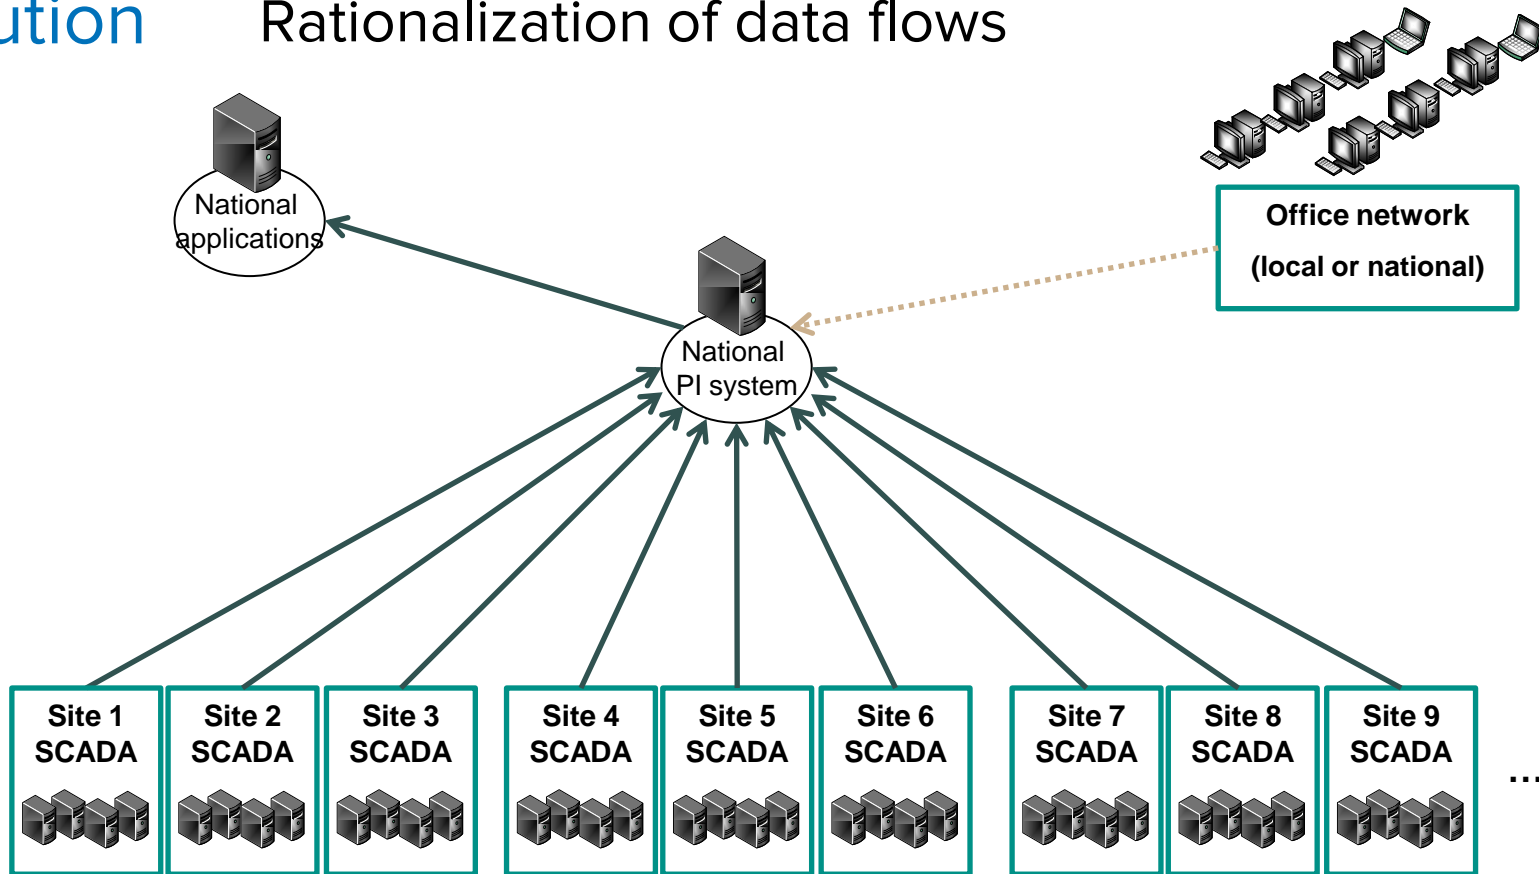 ution Rationalization of data flows
National
applications
Office network
(local or national)
National
PI system
Site 1
SCADA
Site 2
SCADA
Site 3
SCADA
Site 4
SCADA
Site 5
SCADA
Site 6
SCADA
Site 7
SCADA
Site 8
SCADA
Site 9
SCADA
...